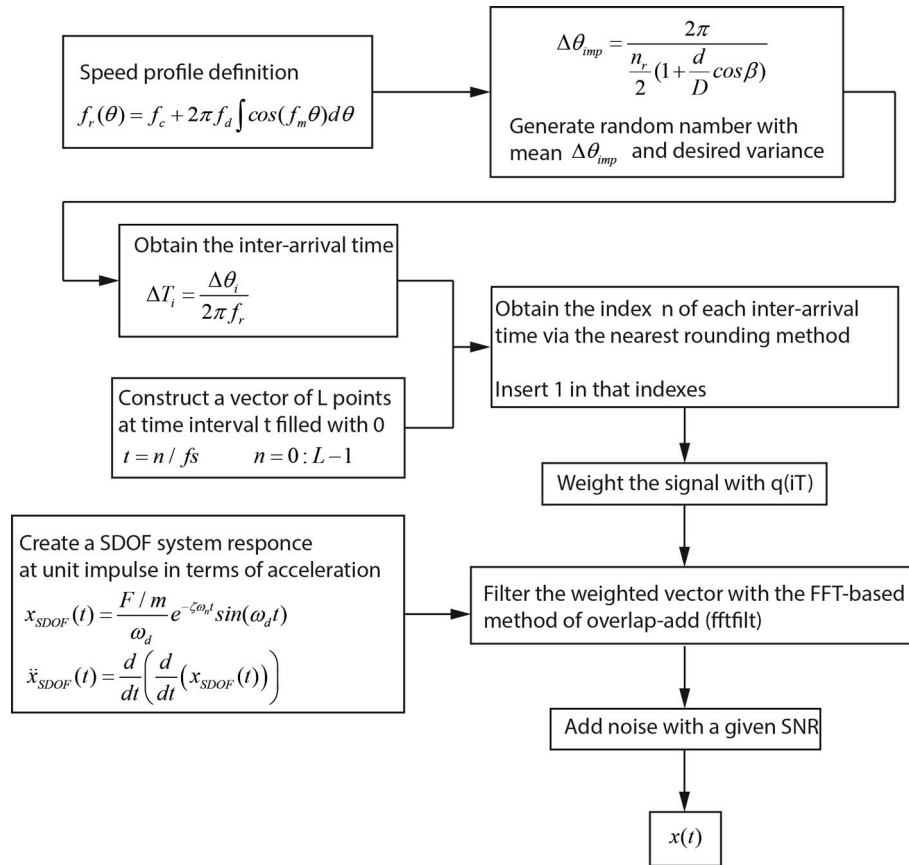 Speed profile definition
f_r(θ) = f_c + 2π f_d ∫ cos(f_m θ)dθ
Δθ_imp = 2π / ( n_r/2 (1 + d/D cos β) )
Generate random namber with
mean Δθ_imp and desired variance
Obtain the inter-arrival time
ΔT_i = Δθ_i / 2π f_r
Construct a vector of L points
at time interval t filled with 0
t = n / fs n = 0 : L − 1
Obtain the index n of each inter-arrival
time via the nearest rounding method
Insert 1 in that indexes
Weight the signal with q(iT)
Create a SDOF system responce
at unit impulse in terms of acceleration
x_SDOF(t) = F / m / ω_d e^(−ζω_n t) sin(ω_d t)
ẍ_SDOF(t) = d/dt ( d/dt (x_SDOF(t)) )
Filter the weighted vector with the FFT-based
method of overlap-add (fftfilt)
Add noise with a given SNR
x(t)